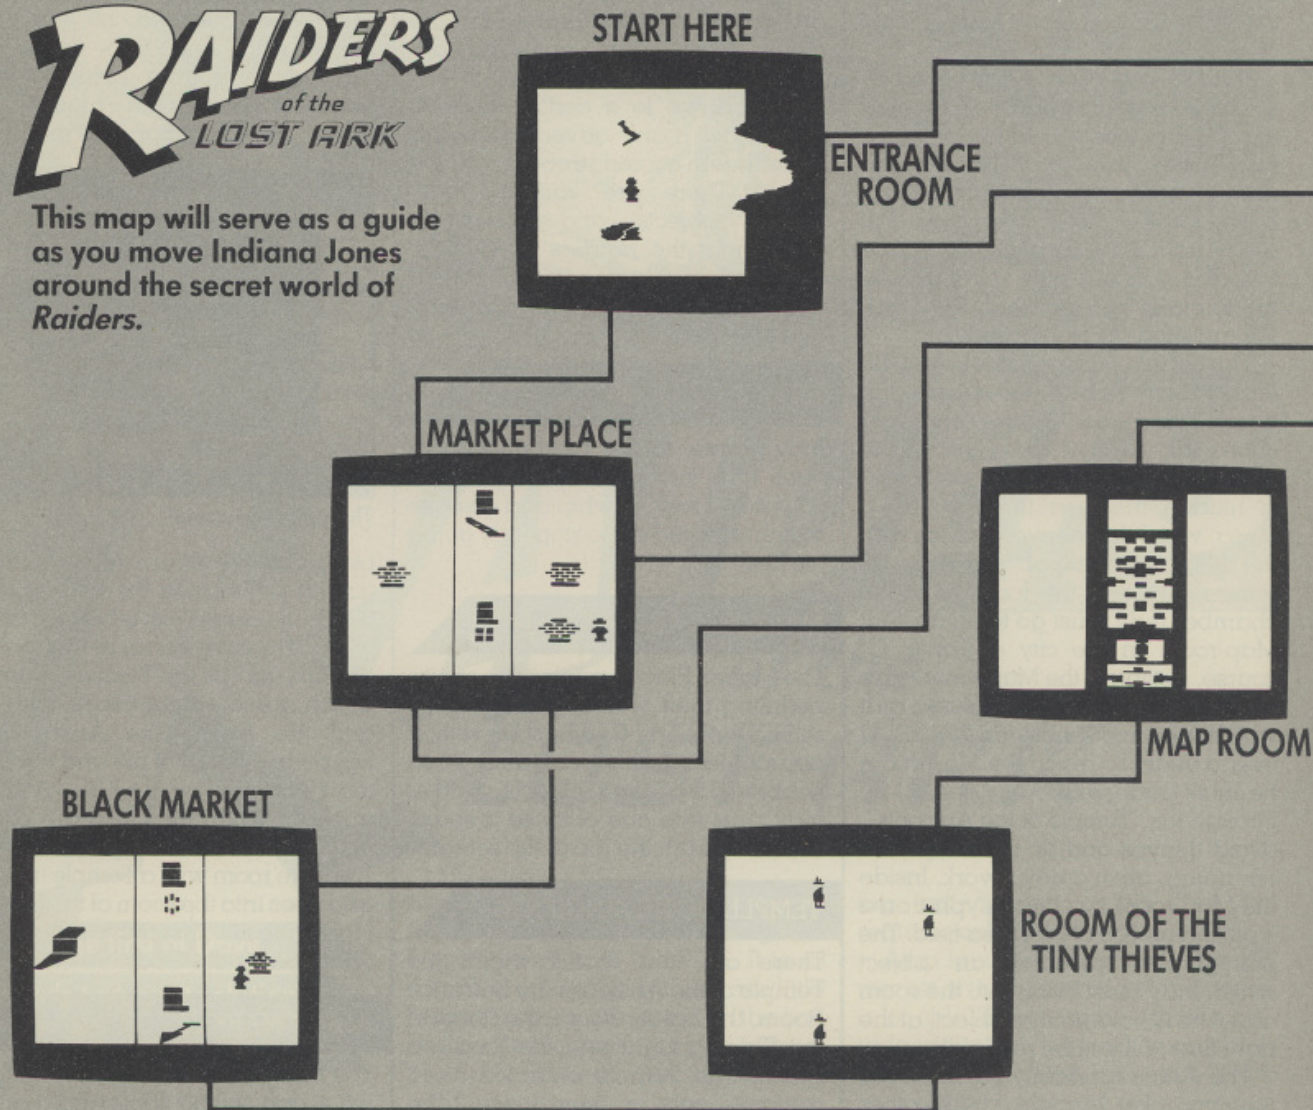 RAIDERS
of the
LOST ARK
This map will serve as a guide
as you move Indiana Jones
around the secret world of
Raiders.
START HERE
ENTRANCE
ROOM
MARKET PLACE
MAP ROOM
BLACK MARKET
ROOM OF THE
TINY THIEVES